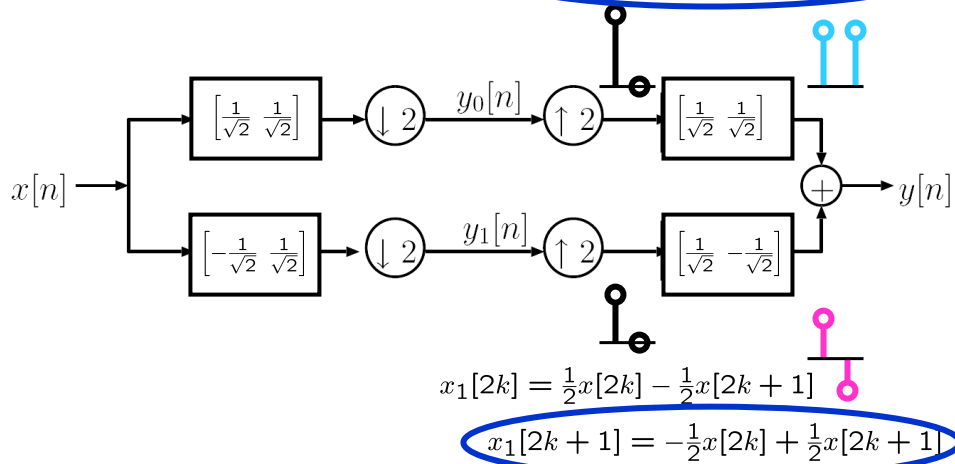 [1/√2 1/√2] ↓ 2 y₀[n] ↑ 2 [1/√2 1/√2]
x[n] + y[n]
[-1/√2 1/√2] ↓ 2 y₁[n] ↑ 2 [1/√2 -1/√2]
x₁[2k] = ½x[2k] − ½x[2k + 1]
x₁[2k + 1] = −½x[2k] + ½x[2k + 1]